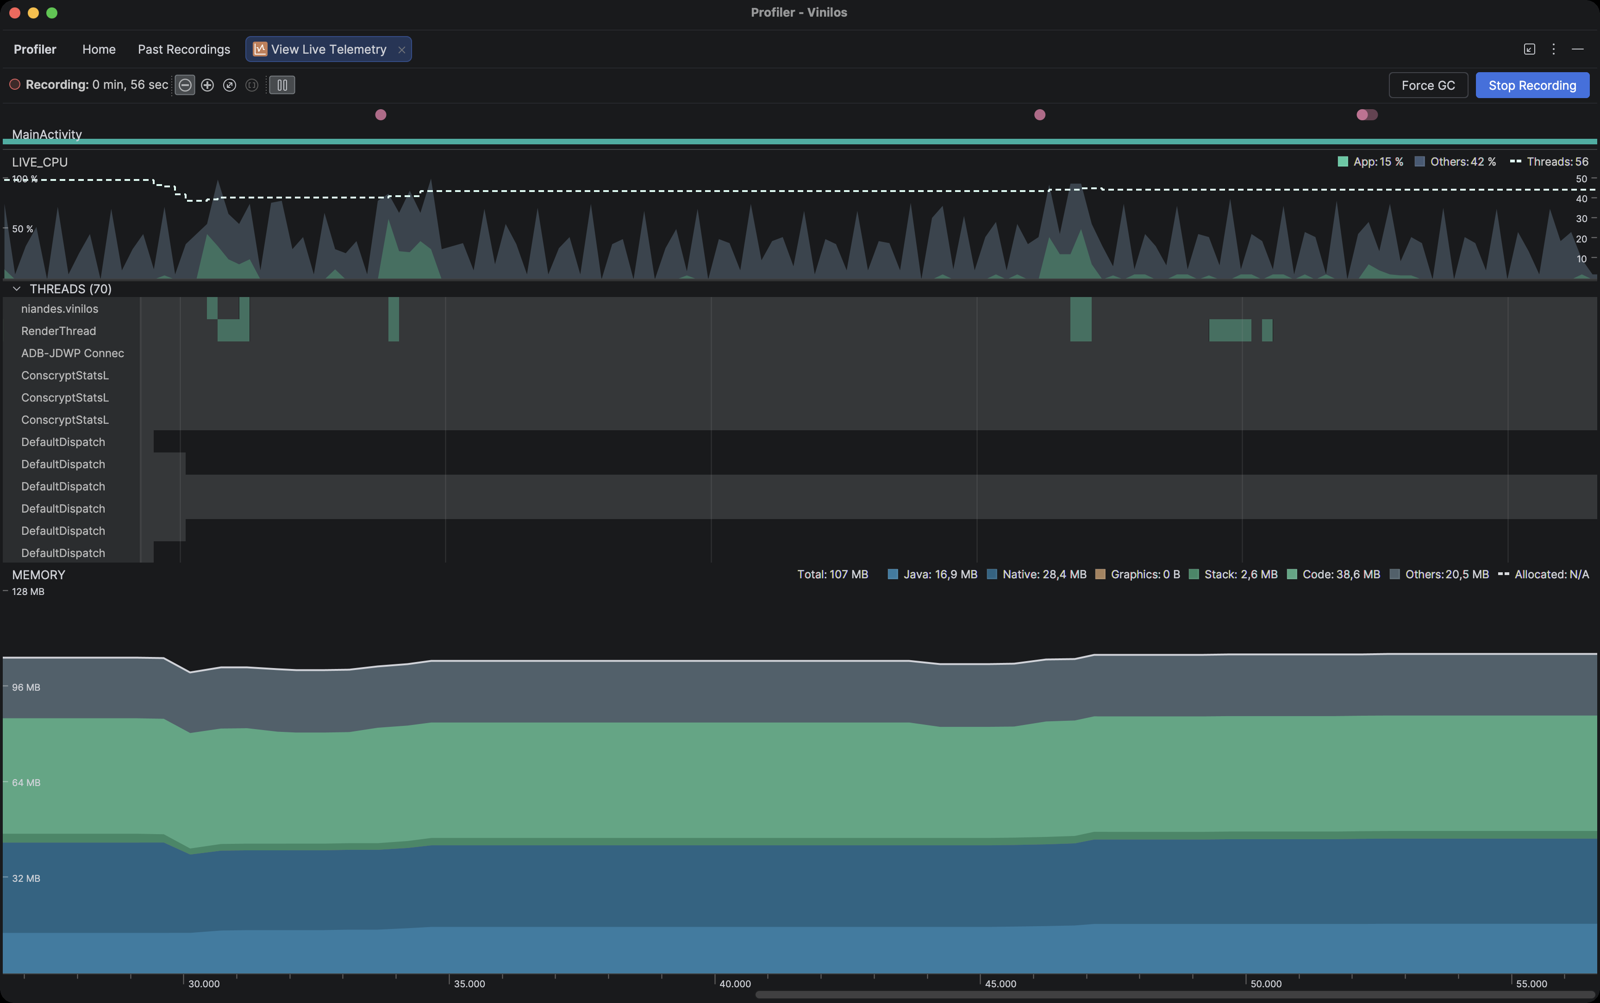 Profiler - Vinilos
Profiler Home Past Recordings View Live Telemetry
Recording: 0 min, 56 sec Force GC Stop Recording
MainActivity
LIVE_CPU App: 15 % Others: 42 % Threads: 56
100 % 50
40
50 % 30
20
10
THREADS (70)
niandes.vinilos
RenderThread
ADB-JDWP Connec
ConscryptStatsL
ConscryptStatsL
ConscryptStatsL
DefaultDispatch
DefaultDispatch
DefaultDispatch
DefaultDispatch
DefaultDispatch
DefaultDispatch
MEMORY Total: 107 MB Java: 16,9 MB Native: 28,4 MB Graphics: 0 B Stack: 2,6 MB Code: 38,6 MB Others: 20,5 MB Allocated: N/A
128 MB
96 MB
64 MB
32 MB
30.000 35.000 40.000 45.000 50.000 55.000